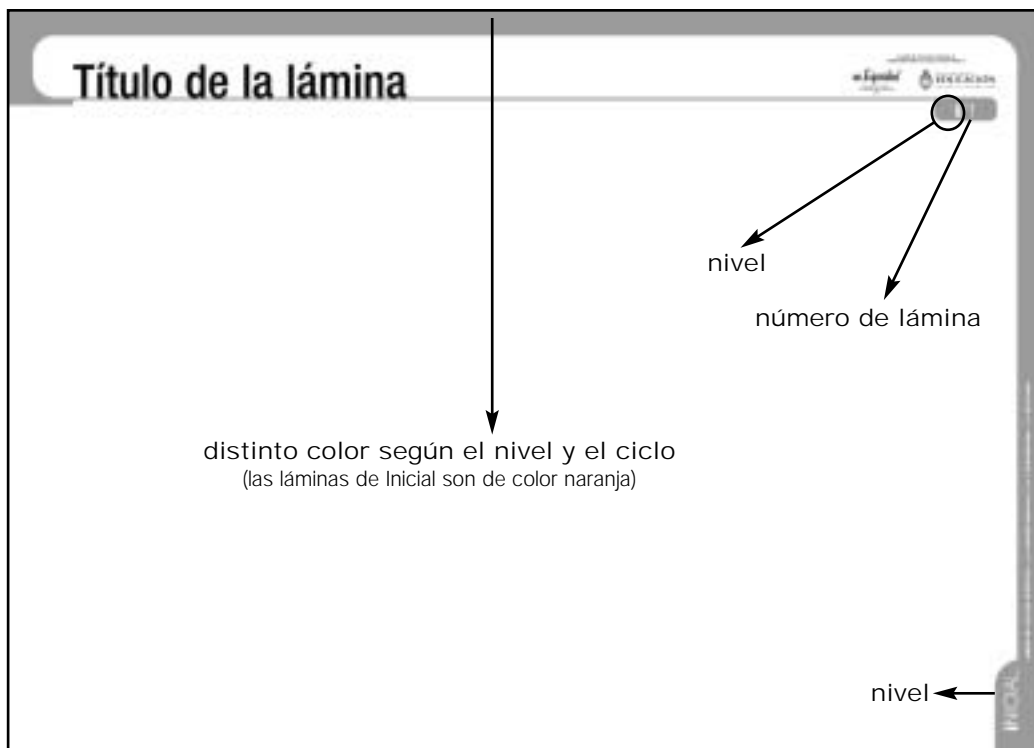 Título de la lámina
nivel
número de lámina
distinto color según el nivel y el ciclo
(las láminas de Inicial son de color naranja)
nivel
INICIAL